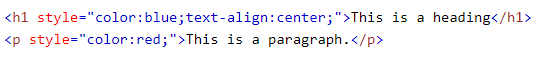 <h1 style="color:blue;text-align:center;">This is a heading</h1>
<p style="color:red;">This is a paragraph.</p>